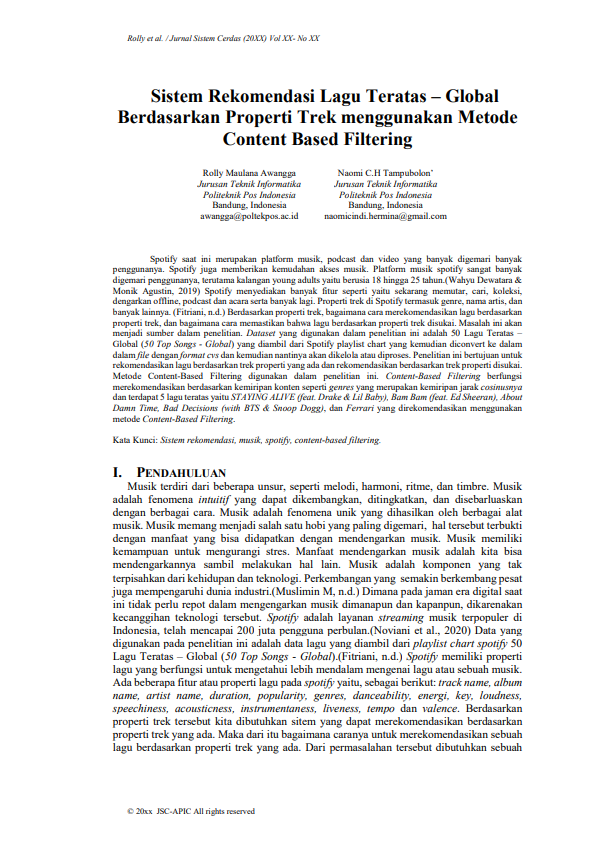 Rolly et al. / Jurnal Sistem Cerdas (20XX) Vol XX- No XX
Sistem Rekomendasi Lagu Teratas – Global
Berdasarkan Properti Trek menggunakan Metode
Content Based Filtering
Rolly Maulana Awangga
Jurusan Teknik Informatika
Politeknik Pos Indonesia
Bandung, Indonesia
awangga@poltekpos.ac.id
Naomi C.H Tampubolon'
Jurusan Teknik Informatika
Politeknik Pos Indonesia
Bandung, Indonesia
naomicindi.hermina@gmail.com
Spotify saat ini merupakan platform musik, podcast dan video yang banyak digemari banyak
penggunanya. Spotify juga memberikan kemudahan akses musik. Platform musik spotify sangat banyak
digemari penggunanya, terutama kalangan young adults yaitu berusia 18 hingga 25 tahun.(Wahyu Dewatara &
Monik Agustin, 2019) Spotify menyediakan banyak fitur seperti yaitu sekarang memutar, cari, koleksi,
dengarkan offline, podcast dan acara serta banyak lagi. Properti trek di Spotify termasuk genre, nama artis, dan
banyak lainnya. (Fitriani, n.d.) Berdasarkan properti trek, bagaimana cara merekomendasikan lagu berdasarkan
properti trek, dan bagaimana cara memastikan bahwa lagu berdasarkan properti trek disukai. Masalah ini akan
menjadi sumber dalam penelitian. Dataset yang digunakan dalam penelitian ini adalah 50 Lagu Teratas –
Global (50 Top Songs - Global) yang diambil dari Spotify playlist chart yang kemudian diconvert ke dalam
dalam file dengan format cvs dan kemudian nantinya akan dikelola atau diproses. Penelitian ini bertujuan untuk
rekomendasikan lagu berdasarkan trek properti yang ada dan rekomendasikan berdasarkan trek properti disukai.
Metode Content-Based Filtering digunakan dalam penelitian ini. Content-Based Filtering berfungsi
merekomendasikan berdasarkan kemiripan konten seperti genres yang merupakan kemiripan jarak cosinusnya
dan terdapat 5 lagu teratas yaitu STAYING ALIVE (feat. Drake & Lil Baby), Bam Bam (feat. Ed Sheeran), About
Damn Time, Bad Decisions (with BTS & Snoop Dogg), dan Ferrari yang direkomendasikan menggunakan
metode Content-Based Filtering.
Kata Kunci: Sistem rekomendasi, musik, spotify, content-based filtering.
I. PENDAHULUAN
Musik terdiri dari beberapa unsur, seperti melodi, harmoni, ritme, dan timbre. Musik
adalah fenomena intuitif yang dapat dikembangkan, ditingkatkan, dan disebarluaskan
dengan berbagai cara. Musik adalah fenomena unik yang dihasilkan oleh berbagai alat
musik. Musik memang menjadi salah satu hobi yang paling digemari, hal tersebut terbukti
dengan manfaat yang bisa didapatkan dengan mendengarkan musik. Musik memiliki
kemampuan untuk mengurangi stres. Manfaat mendengarkan musik adalah kita bisa
mendengarkannya sambil melakukan hal lain. Musik adalah komponen yang tak
terpisahkan dari kehidupan dan teknologi. Perkembangan yang semakin berkembang pesat
juga mempengaruhi dunia industri.(Muslimin M, n.d.) Dimana pada jaman era digital saat
ini tidak perlu repot dalam mengengarkan musik dimanapun dan kapanpun, dikarenakan
kecanggihan teknologi tersebut. Spotify adalah layanan streaming musik terpopuler di
Indonesia, telah mencapai 200 juta pengguna perbulan.(Noviani et al., 2020) Data yang
digunakan pada penelitian ini adalah data lagu yang diambil dari playlist chart spotify 50
Lagu Teratas – Global (50 Top Songs - Global).(Fitriani, n.d.) Spotify memiliki properti
lagu yang berfungsi untuk mengetahui lebih mendalam mengenai lagu atau sebuah musik.
Ada beberapa fitur atau properti lagu pada spotify yaitu, sebagai berikut: track name, album
name, artist name, duration, popularity, genres, danceability, energi, key, loudness,
speechiness, acousticness, instrumentaness, liveness, tempo dan valence. Berdasarkan
properti trek tersebut kita dibutuhkan sitem yang dapat merekomendasikan berdasarkan
properti trek yang ada. Maka dari itu bagaimana caranya untuk merekomendasikan sebuah
lagu berdasarkan properti trek yang ada. Dari permasalahan tersebut dibutuhkan sebuah
© 20xx JSC-APIC All rights reserved